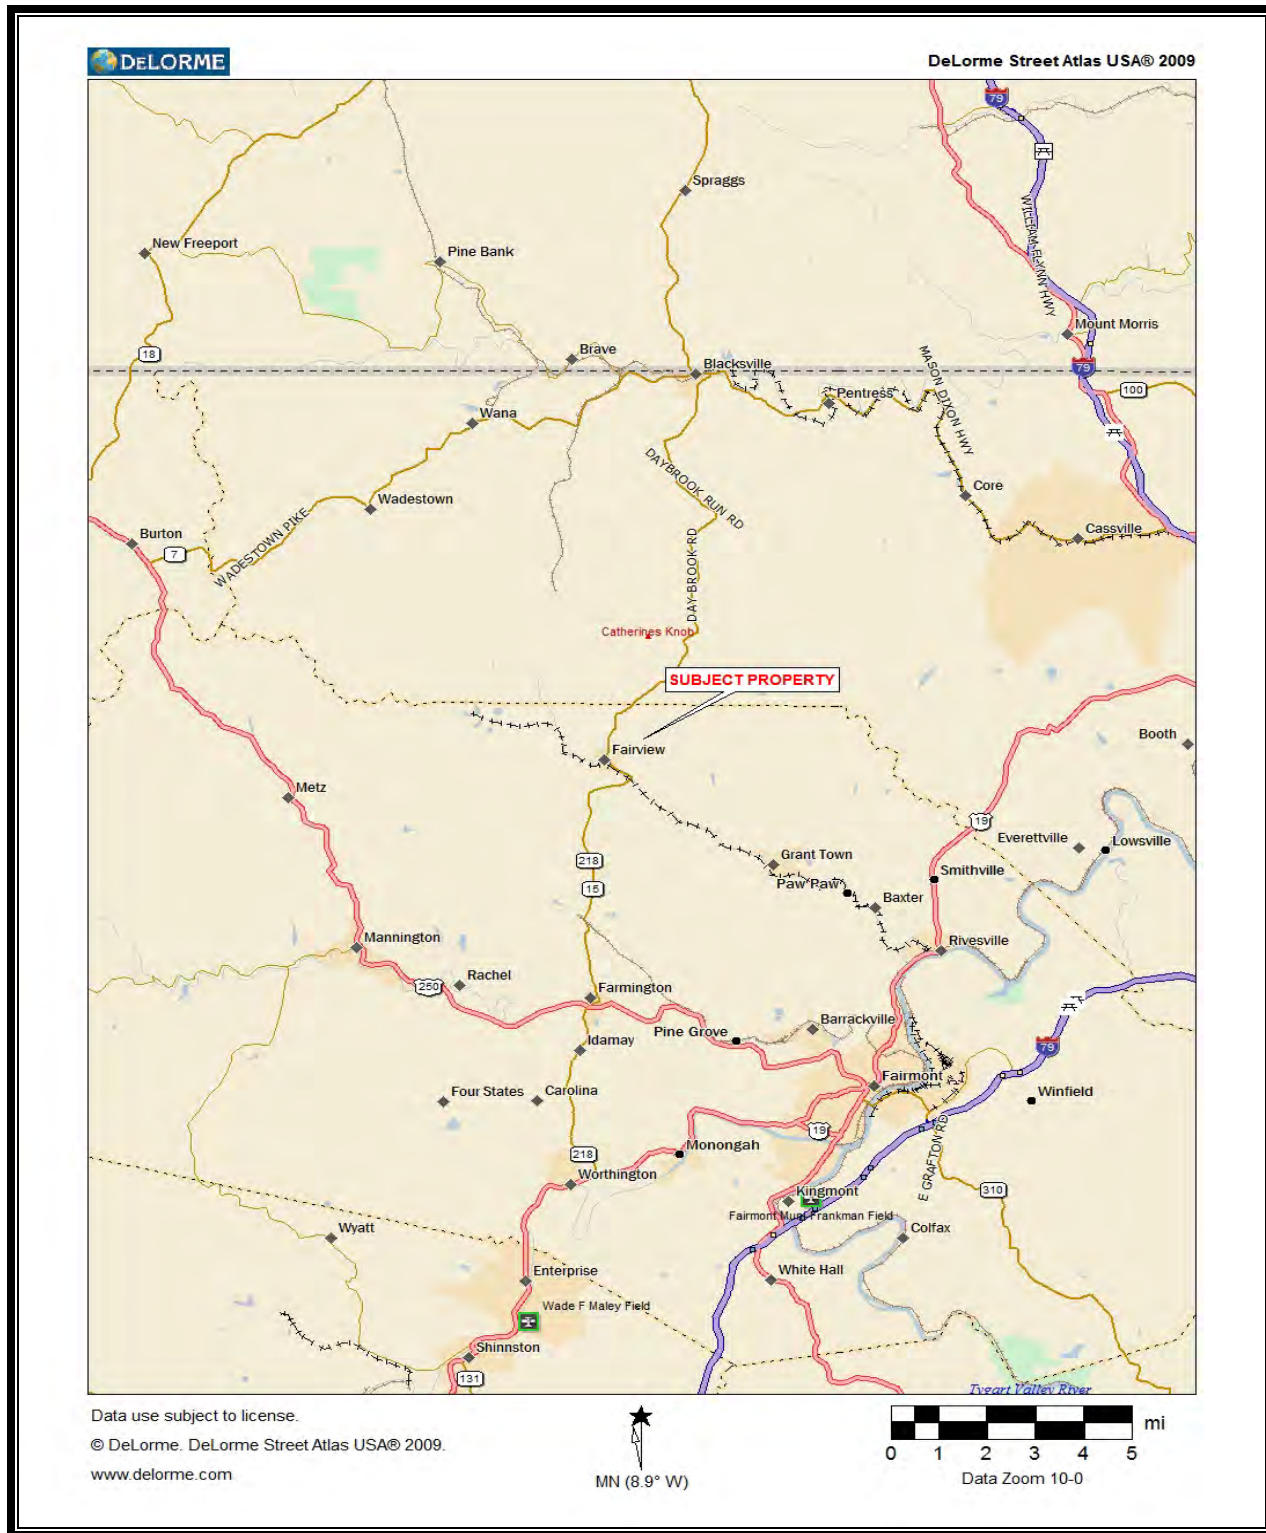 DELORME
DeLorme Street Atlas USA® 2009
79
Spraggs
WILLIAM FLYNN HWY
New Freeport
Pine Bank
Mount Morris
18
Brave
Blacksville
MASON DIXON HWY
79
100
Pentress
Wana
DAYBROOK RUN RD
Core
Wadestown
Cassville
Burton
7
WADESTOWN PIKE
DAYBROOK RD
Catherines Knob
SUBJECT PROPERTY
Booth
Fairview
Metz
19
Everettville
Lowsville
Grant Town
218
Smithville
Paw Paw
15
Baxter
Mannington
Rivesville
Rachel
250
Farmington
Barrackville
Pine Grove
Idamay
79
Fairmont
Four States
Carolina
Winfield
19
Monongah
218
E GRAFTON RD
Worthington
Kingmont
310
Fairmont Muni Frankman Field
Wyatt
Colfax
Enterprise
White Hall
Wade F Maley Field
Shinnston
131
Tygart Valley River
Data use subject to license.
© DeLorme. DeLorme Street Atlas USA® 2009.
www.delorme.com
MN (8.9° W)
mi
0 1 2 3 4 5
Data Zoom 10-0